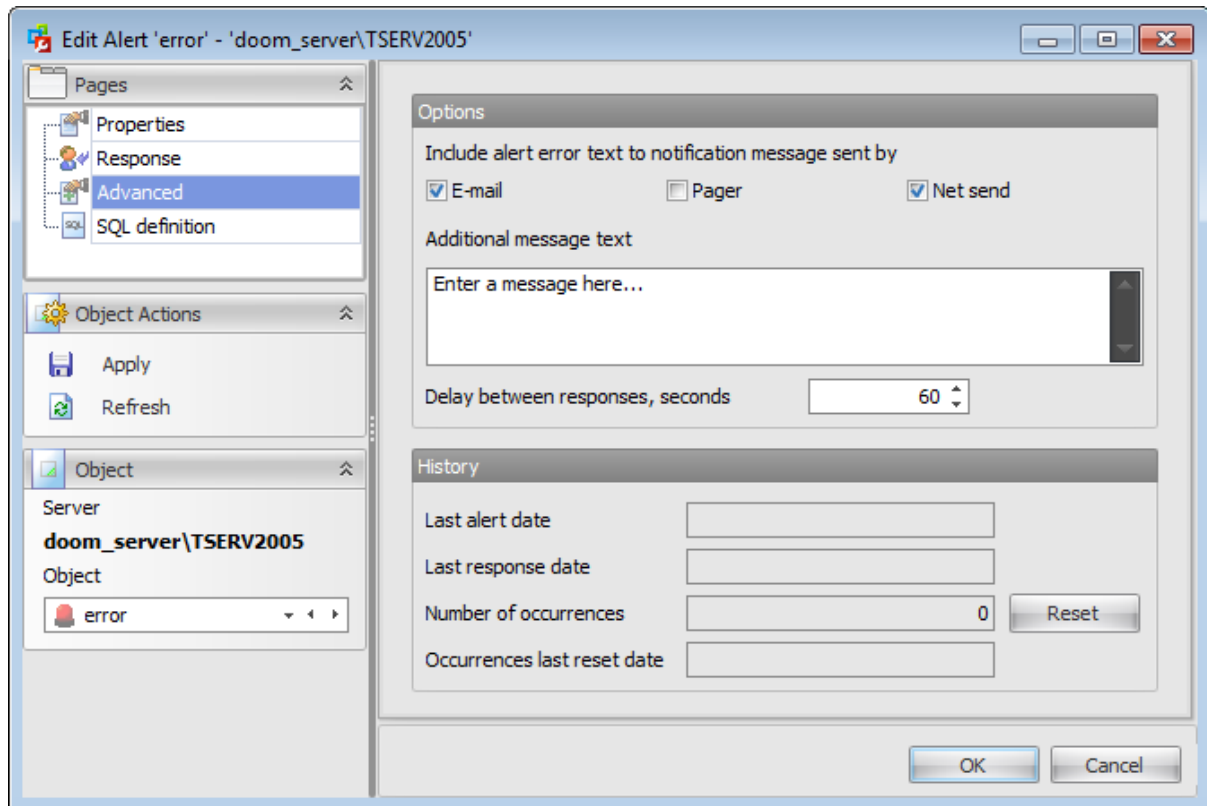 Edit Alert 'error' - 'doom_server\TSERV2005'
Pages
Properties
Response
Advanced
SQL SQL definition
Object Actions
Apply
Refresh
Object
Server
doom_server\TSERV2005
Object
error
Options
Include alert error text to notification message sent by
E-mail Pager Net send
Additional message text
Enter a message here...
Delay between responses, seconds 60
History
Last alert date
Last response date
Number of occurrences 0 Reset
Occurrences last reset date
OK Cancel